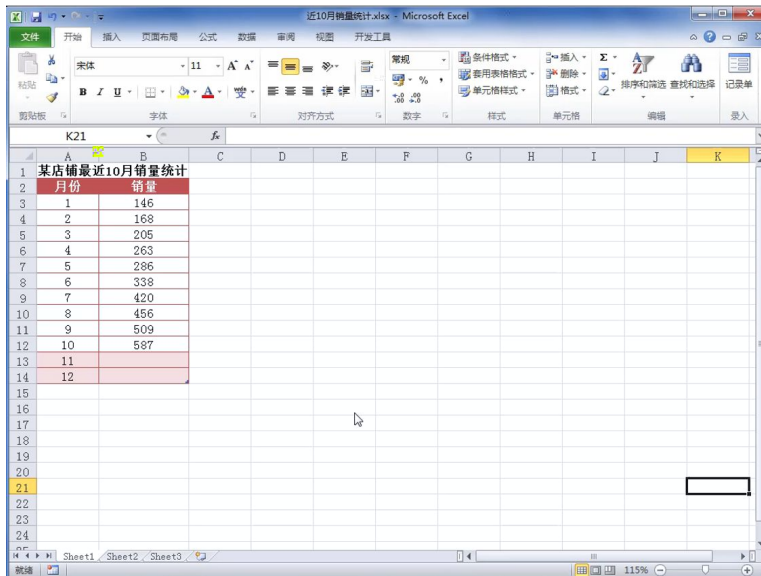 近10月销量统计.xlsx - Microsoft Excel
文件 开始 插入 页面布局 公式 数据 审阅 视图 开发工具
粘贴 宋体 11 常规 条件格式 套用表格格式 单元格样式 插入 删除 格式 排序和筛选 查找和选择 记录单
剪贴板 字体 对齐方式 数字 样式 单元格 编辑 录入
K21 fx
A B C D E F G H I J K
1 某店铺最近10月销量统计
2 月份 销量
3 1 146
4 2 168
5 3 205
6 4 263
7 5 286
8 6 338
9 7 420
10 8 456
11 9 509
12 10 587
13 11
14 12
15
16
17
18
19
20
21
22
23
24
Sheet1 Sheet2 Sheet3
就绪 115%